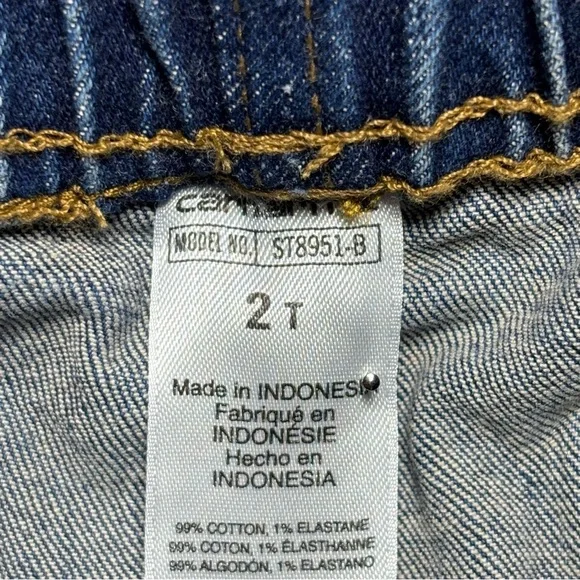 carhartt
MODEL NO. ST8951-B
2T
Made in INDONESIA
Fabriqué en
INDONÉSIE
Hecho en
INDONESIA
99% COTTON, 1% ELASTANE
99% COTON, 1% ÉLASTHANNE
99% ALGODÓN, 1% ELASTANO